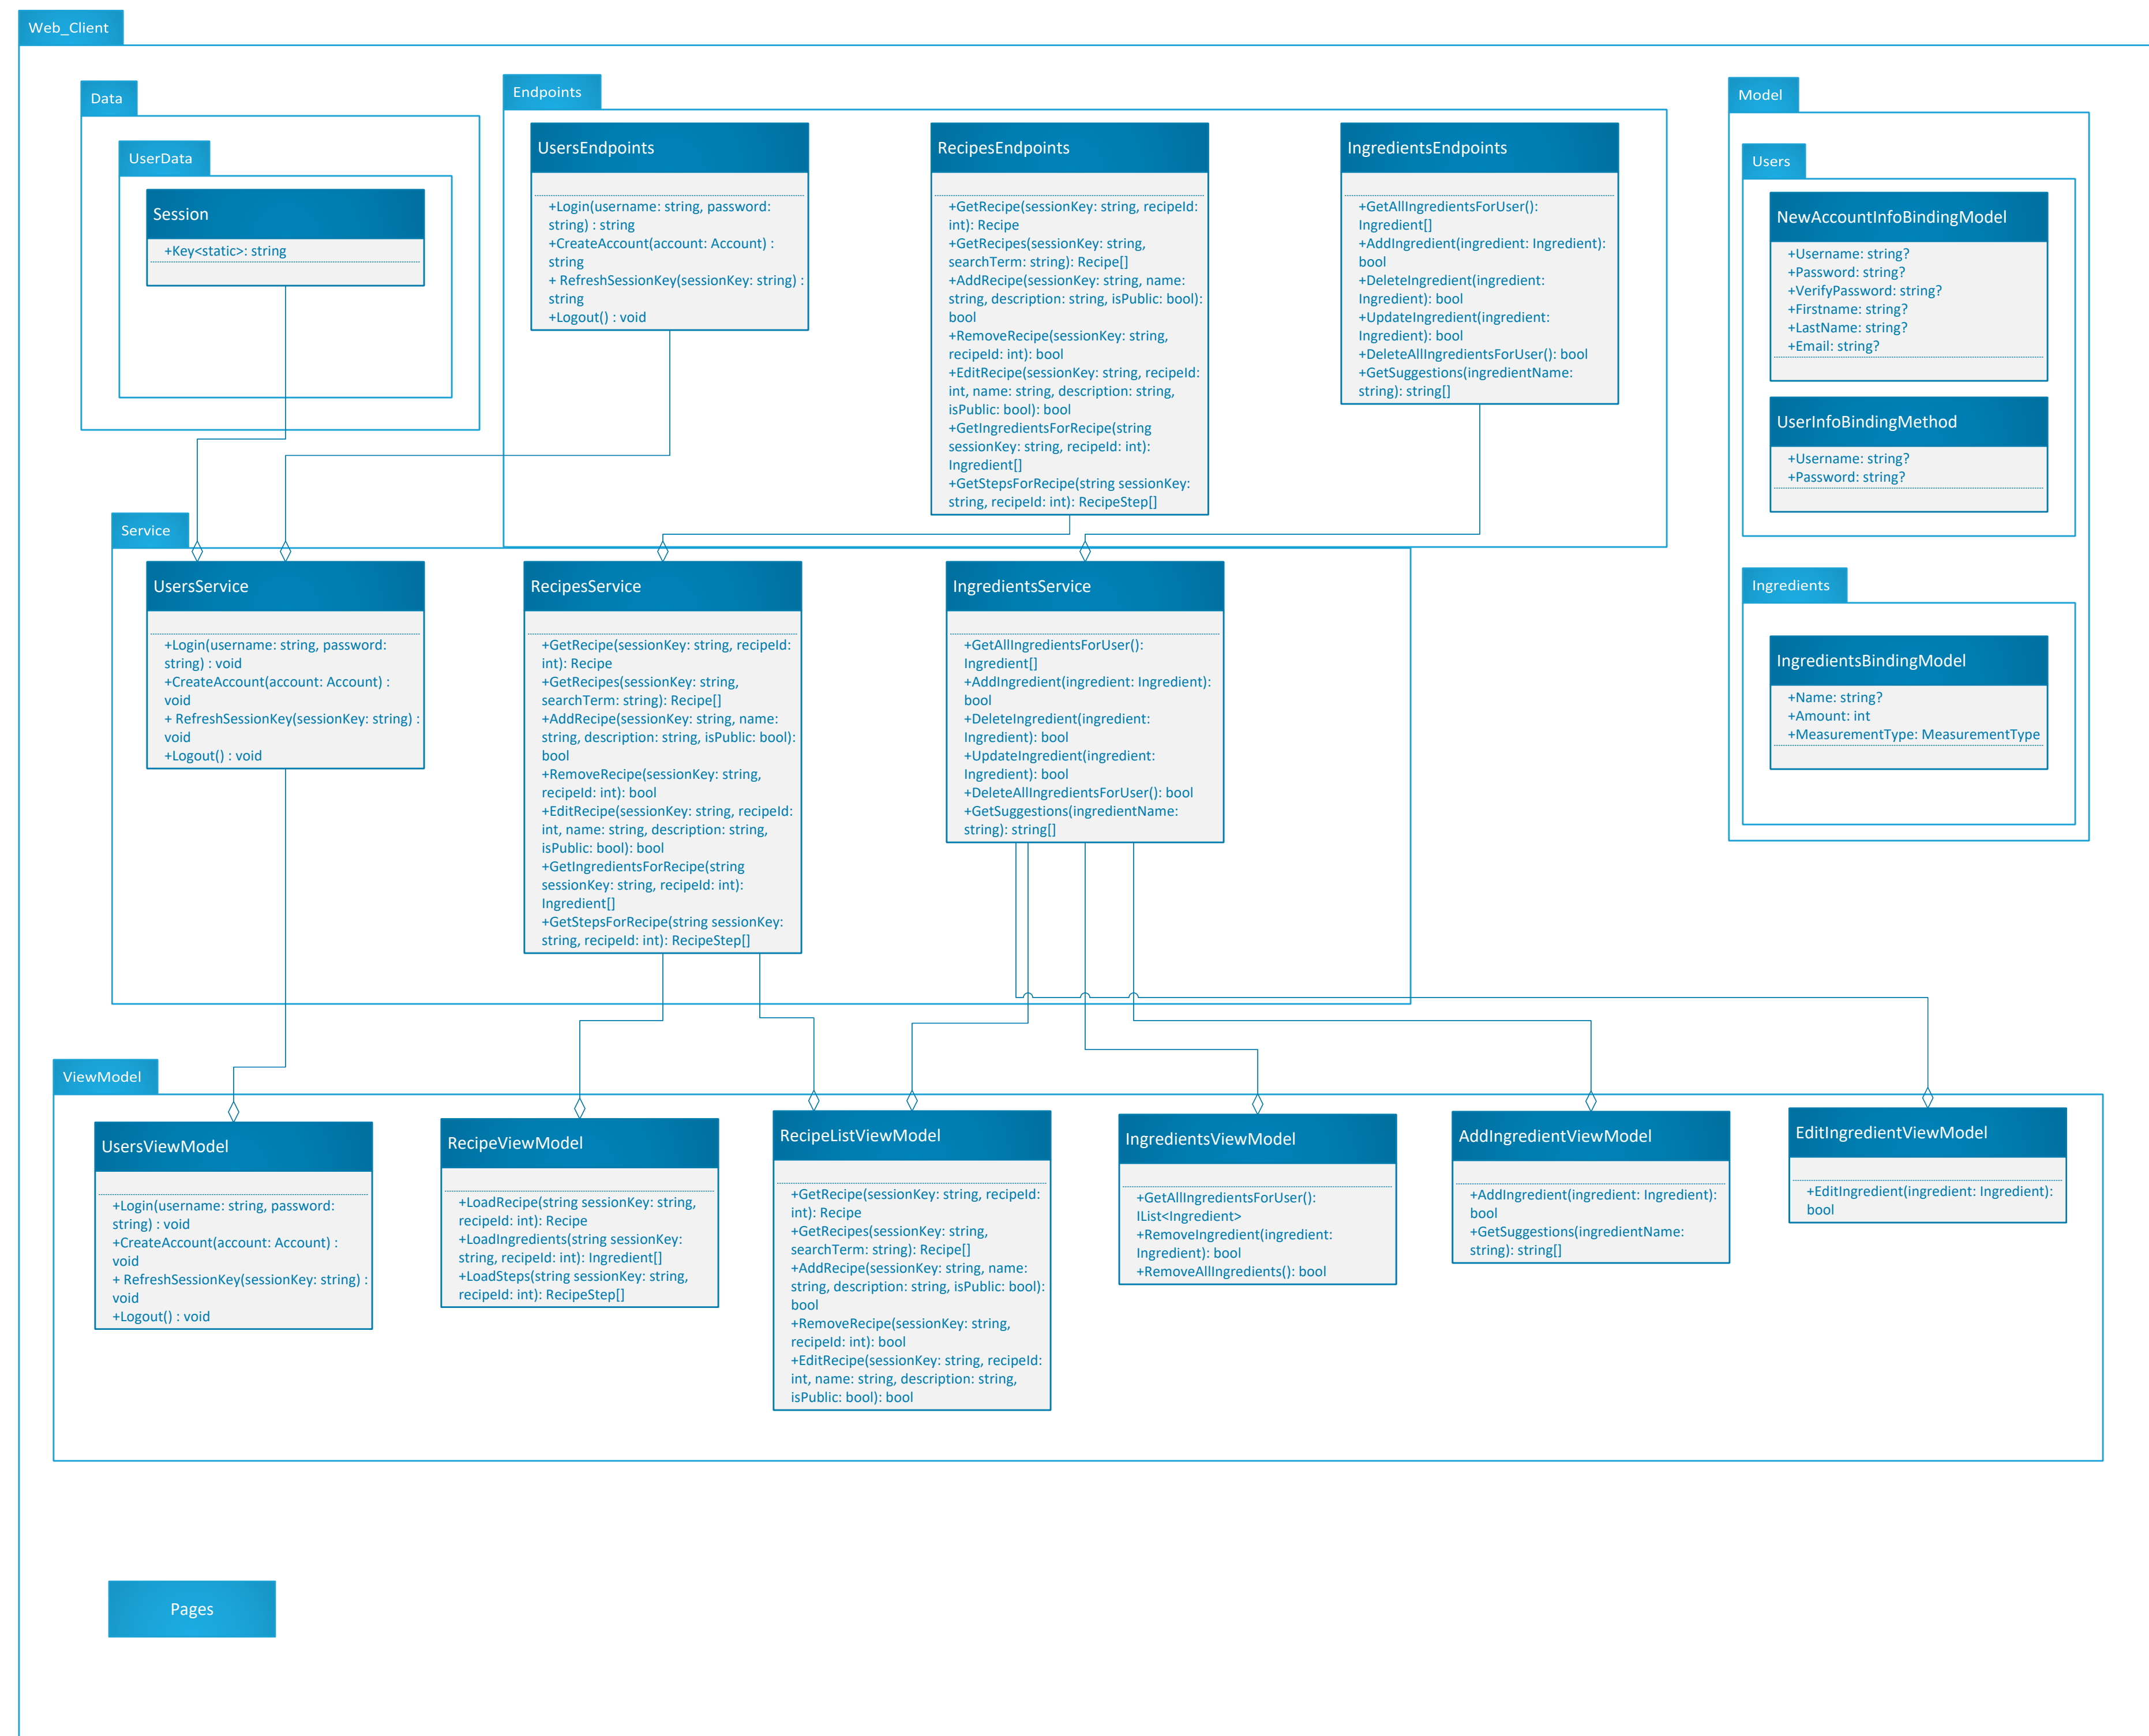 Web_Client
Data
UserData
Session
+Key<static>: string
Endpoints
UsersEndpoints
+Login(username: string, password:
string) : string
+CreateAccount(account: Account) :
string
+ RefreshSessionKey(sessionKey: string) :
string
+Logout() : void
RecipesEndpoints
+GetRecipe(sessionKey: string, recipeId:
int): Recipe
+GetRecipes(sessionKey: string,
searchTerm: string): Recipe[]
+AddRecipe(sessionKey: string, name:
string, description: string, isPublic: bool):
bool
+RemoveRecipe(sessionKey: string,
recipeId: int): bool
+EditRecipe(sessionKey: string, recipeId:
int, name: string, description: string,
isPublic: bool): bool
+GetIngredientsForRecipe(string
sessionKey: string, recipeId: int):
Ingredient[]
+GetStepsForRecipe(string sessionKey:
string, recipeId: int): RecipeStep[]
IngredientsEndpoints
+GetAllIngredientsForUser():
Ingredient[]
+AddIngredient(ingredient: Ingredient):
bool
+DeleteIngredient(ingredient:
Ingredient): bool
+UpdateIngredient(ingredient:
Ingredient): bool
+DeleteAllIngredientsForUser(): bool
+GetSuggestions(ingredientName:
string): string[]
Model
Users
NewAccountInfoBindingModel
+Username: string?
+Password: string?
+VerifyPassword: string?
+Firstname: string?
+LastName: string?
+Email: string?
UserInfoBindingMethod
+Username: string?
+Password: string?
Ingredients
IngredientsBindingModel
+Name: string?
+Amount: int
+MeasurementType: MeasurementType
Service
UsersService
+Login(username: string, password:
string) : void
+CreateAccount(account: Account) :
void
+ RefreshSessionKey(sessionKey: string) :
void
+Logout() : void
RecipesService
+GetRecipe(sessionKey: string, recipeId:
int): Recipe
+GetRecipes(sessionKey: string,
searchTerm: string): Recipe[]
+AddRecipe(sessionKey: string, name:
string, description: string, isPublic: bool):
bool
+RemoveRecipe(sessionKey: string,
recipeId: int): bool
+EditRecipe(sessionKey: string, recipeId:
int, name: string, description: string,
isPublic: bool): bool
+GetIngredientsForRecipe(string
sessionKey: string, recipeId: int):
Ingredient[]
+GetStepsForRecipe(string sessionKey:
string, recipeId: int): RecipeStep[]
IngredientsService
+GetAllIngredientsForUser():
Ingredient[]
+AddIngredient(ingredient: Ingredient):
bool
+DeleteIngredient(ingredient:
Ingredient): bool
+UpdateIngredient(ingredient:
Ingredient): bool
+DeleteAllIngredientsForUser(): bool
+GetSuggestions(ingredientName:
string): string[]
ViewModel
UsersViewModel
+Login(username: string, password:
string) : void
+CreateAccount(account: Account) :
void
+ RefreshSessionKey(sessionKey: string) :
void
+Logout() : void
RecipeViewModel
+LoadRecipe(string sessionKey: string,
recipeId: int): Recipe
+LoadIngredients(string sessionKey:
string, recipeId: int): Ingredient[]
+LoadSteps(string sessionKey: string,
recipeId: int): RecipeStep[]
RecipeListViewModel
+GetRecipe(sessionKey: string, recipeId:
int): Recipe
+GetRecipes(sessionKey: string,
searchTerm: string): Recipe[]
+AddRecipe(sessionKey: string, name:
string, description: string, isPublic: bool):
bool
+RemoveRecipe(sessionKey: string,
recipeId: int): bool
+EditRecipe(sessionKey: string, recipeId:
int, name: string, description: string,
isPublic: bool): bool
IngredientsViewModel
+GetAllIngredientsForUser():
IList<Ingredient>
+RemoveIngredient(ingredient:
Ingredient): bool
+RemoveAllIngredients(): bool
AddIngredientViewModel
+AddIngredient(ingredient: Ingredient):
bool
+GetSuggestions(ingredientName:
string): string[]
EditIngredientViewModel
+EditIngredient(ingredient: Ingredient):
bool
Pages